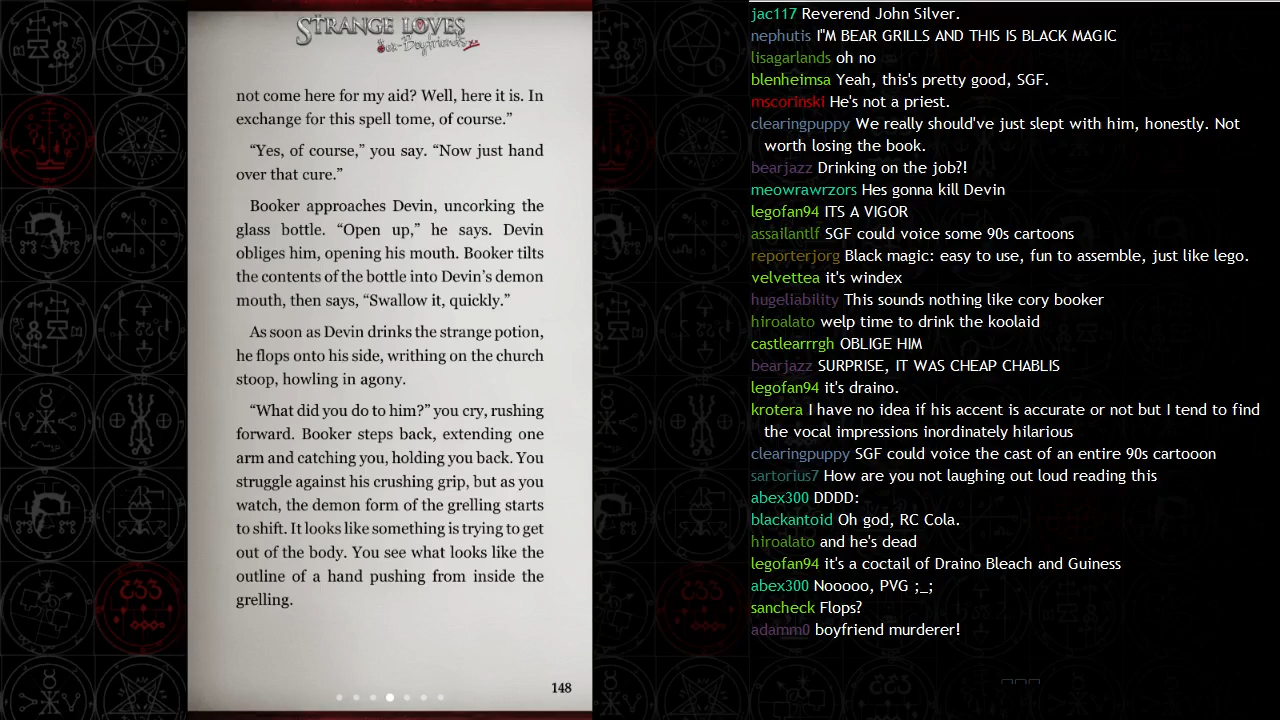 STRANGE LOVES
Vex-Boyfriends
not come here for my aid? Well, here it is. In
exchange for this spell tome, of course.”
“Yes, of course,” you say. “Now just hand
over that cure.”
Booker approaches Devin, uncorking the
glass bottle. “Open up,” he says. Devin
obliges him, opening his mouth. Booker tilts
the contents of the bottle into Devin’s demon
mouth, then says, “Swallow it, quickly.”
As soon as Devin drinks the strange potion,
he flops onto his side, writhing on the church
stoop, howling in agony.
“What did you do to him?” you cry, rushing
forward. Booker steps back, extending one
arm and catching you, holding you back. You
struggle against his crushing grip, but as you
watch, the demon form of the grelling starts
to shift. It looks like something is trying to get
out of the body. You see what looks like the
outline of a hand pushing from inside the
grelling.
148
jac117 Reverend John Silver.
nephutis I"M BEAR GRILLS AND THIS IS BLACK MAGIC
lisagarlands oh no
blenheimsa Yeah, this's pretty good, SGF.
mscorinski He's not a priest.
clearingpuppy We really should've just slept with him, honestly. Not
worth losing the book.
bearjazz Drinking on the job?!
meowrawrzors Hes gonna kill Devin
legofan94 ITS A VIGOR
assailantlf SGF could voice some 90s cartoons
reporterjorg Black magic: easy to use, fun to assemble, just like lego.
velvettea it's windex
hugeliability This sounds nothing like cory booker
hiroalato welp time to drink the koolaid
castlearrrgh OBLIGE HIM
bearjazz SURPRISE, IT WAS CHEAP CHABLIS
legofan94 it's draino.
krotera I have no idea if his accent is accurate or not but I tend to find
the vocal impressions inordinately hilarious
clearingpuppy SGF could voice the cast of an entire 90s cartooon
sartorius7 How are you not laughing out loud reading this
abex300 DDDD:
blackantoid Oh god, RC Cola.
hiroalato and he's dead
legofan94 it's a coctail of Draino Bleach and Guiness
abex300 Nooooo, PVG ;_;
sancheck Flops?
adamm0 boyfriend murderer!